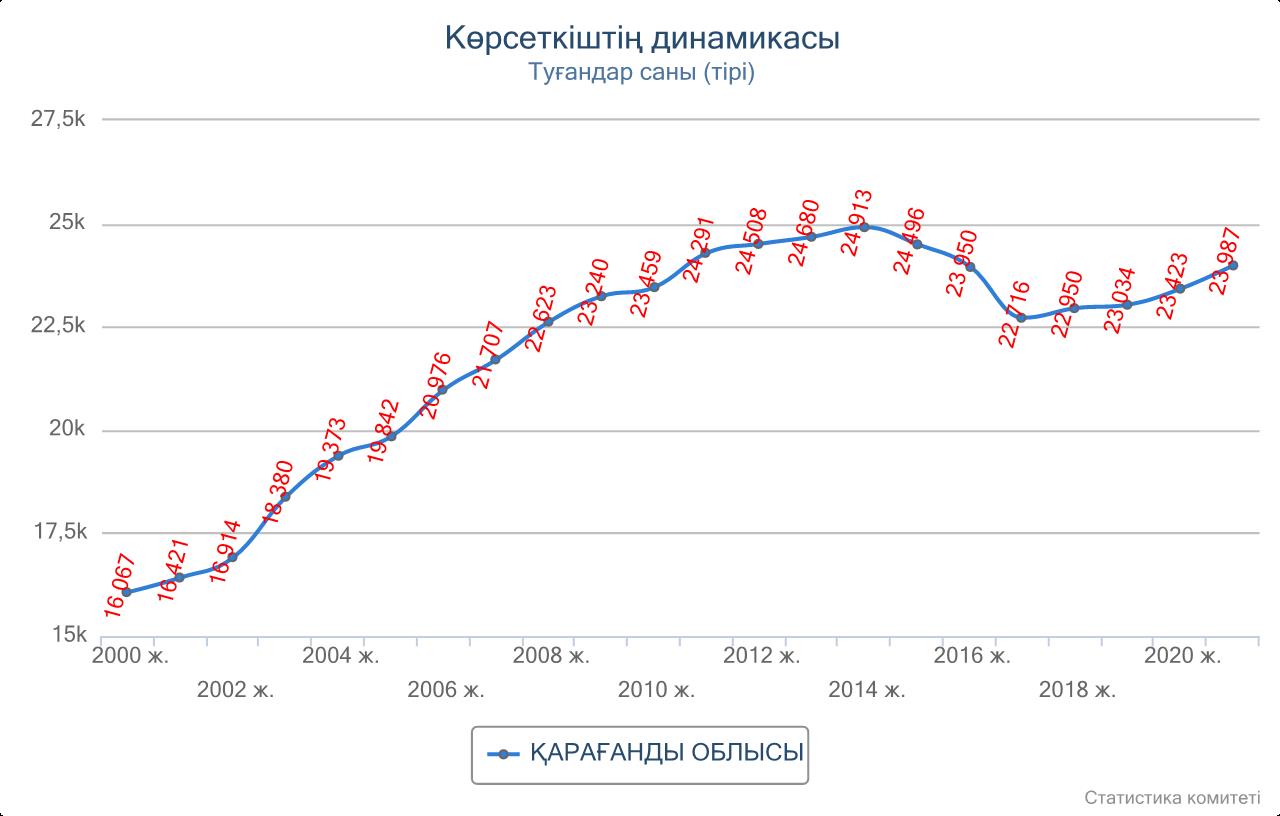 Көрсеткіштің динамикасы
Туғандар саны (тірі)
27,5k
25k
22,5k
20k
17,5k
15k
16 067
16 421
16 914
18 380
19 373
19 842
20 976
21 707
22 623
23 240
23 459
24 291
24 508
24 680
24 913
24 496
23 950
22 716
22 950
23 034
23 423
23 987
2000 ж.
2002 ж.
2004 ж.
2006 ж.
2008 ж.
2010 ж.
2012 ж.
2014 ж.
2016 ж.
2018 ж.
2020 ж.
ҚАРАҒАНДЫ ОБЛЫСЫ
Статистика комитеті